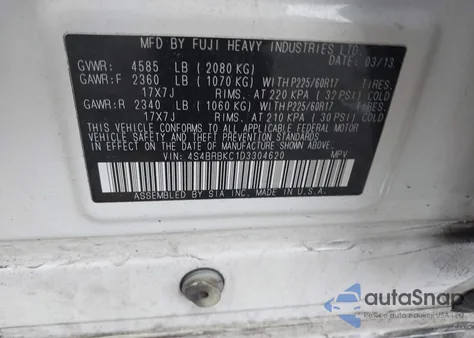 MFD BY FUJI HEAVY INDUSTRIES LTD.
DATE: 03/13
GVWR: 4585 LB (2080 KG)
GAWR:F 2360 LB (1070 KG) WITH P225/60R17 TIRES,
17X7J RIMS, AT 220 KPA (32 PSI) COLD
GAWR:R 2340 LB (1060 KG) WITH P225/60R17 TIRES,
17X7J RIMS, AT 210 KPA (30 PSI) COLD
THIS VEHICLE CONFORMS TO ALL APPLICABLE FEDERAL MOTOR
VEHICLE SAFETY, BUMPER, AND THEFT PREVENTION STANDARDS
IN EFFECT ON THE DATE OF MANUFACTURE SHOWN ABOVE.
VIN: 4S4BRBKC1D3304620 MPV
ASSEMBLED BY SIA INC. MADE IN U.S.A.
autoSnap